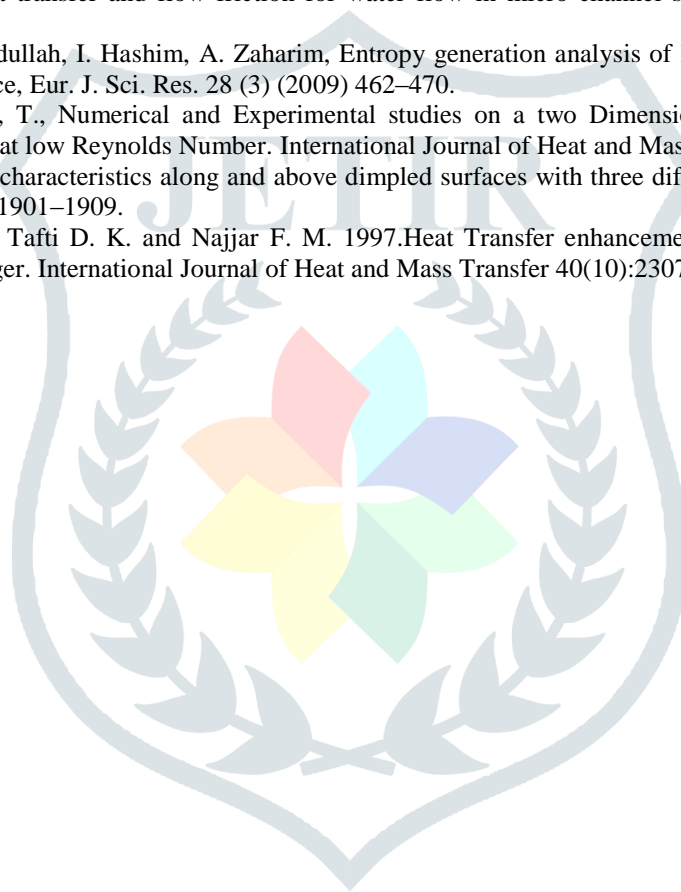 transfer and flow friction for water flow in micro channel s
dullah, I. Hashim, A. Zaharim, Entropy generation analysis of
ce, Eur. J. Sci. Res. 28 (3) (2009) 462–470.
, T., Numerical and Experimental studies on a two Dimensic
at low Reynolds Number. International Journal of Heat and Mas
characteristics along and above dimpled surfaces with three dif
1901–1909.
JETIR
Tafti D. K. and Najjar F. M. 1997.Heat Transfer enhanceme
ger. International Journal of Heat and Mass Transfer 40(10):2307